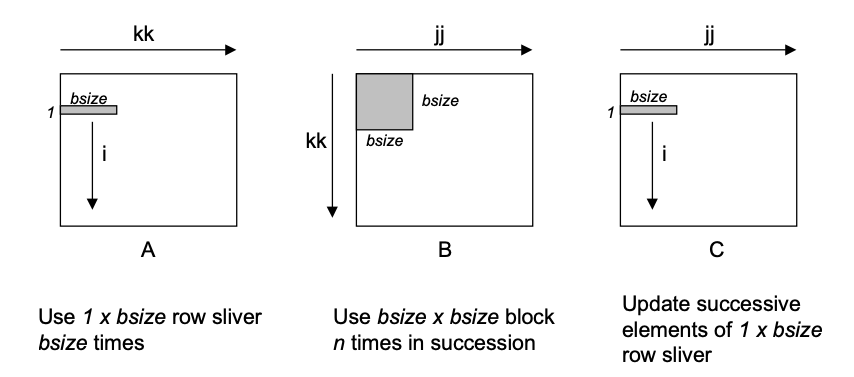 kk
bsize
1
i
A
Use 1 x bsize row sliver
bsize times
jj
kk
bsize
bsize
B
Use bsize x bsize block
n times in succession
jj
bsize
1
i
C
Update successive
elements of 1 x bsize
row sliver